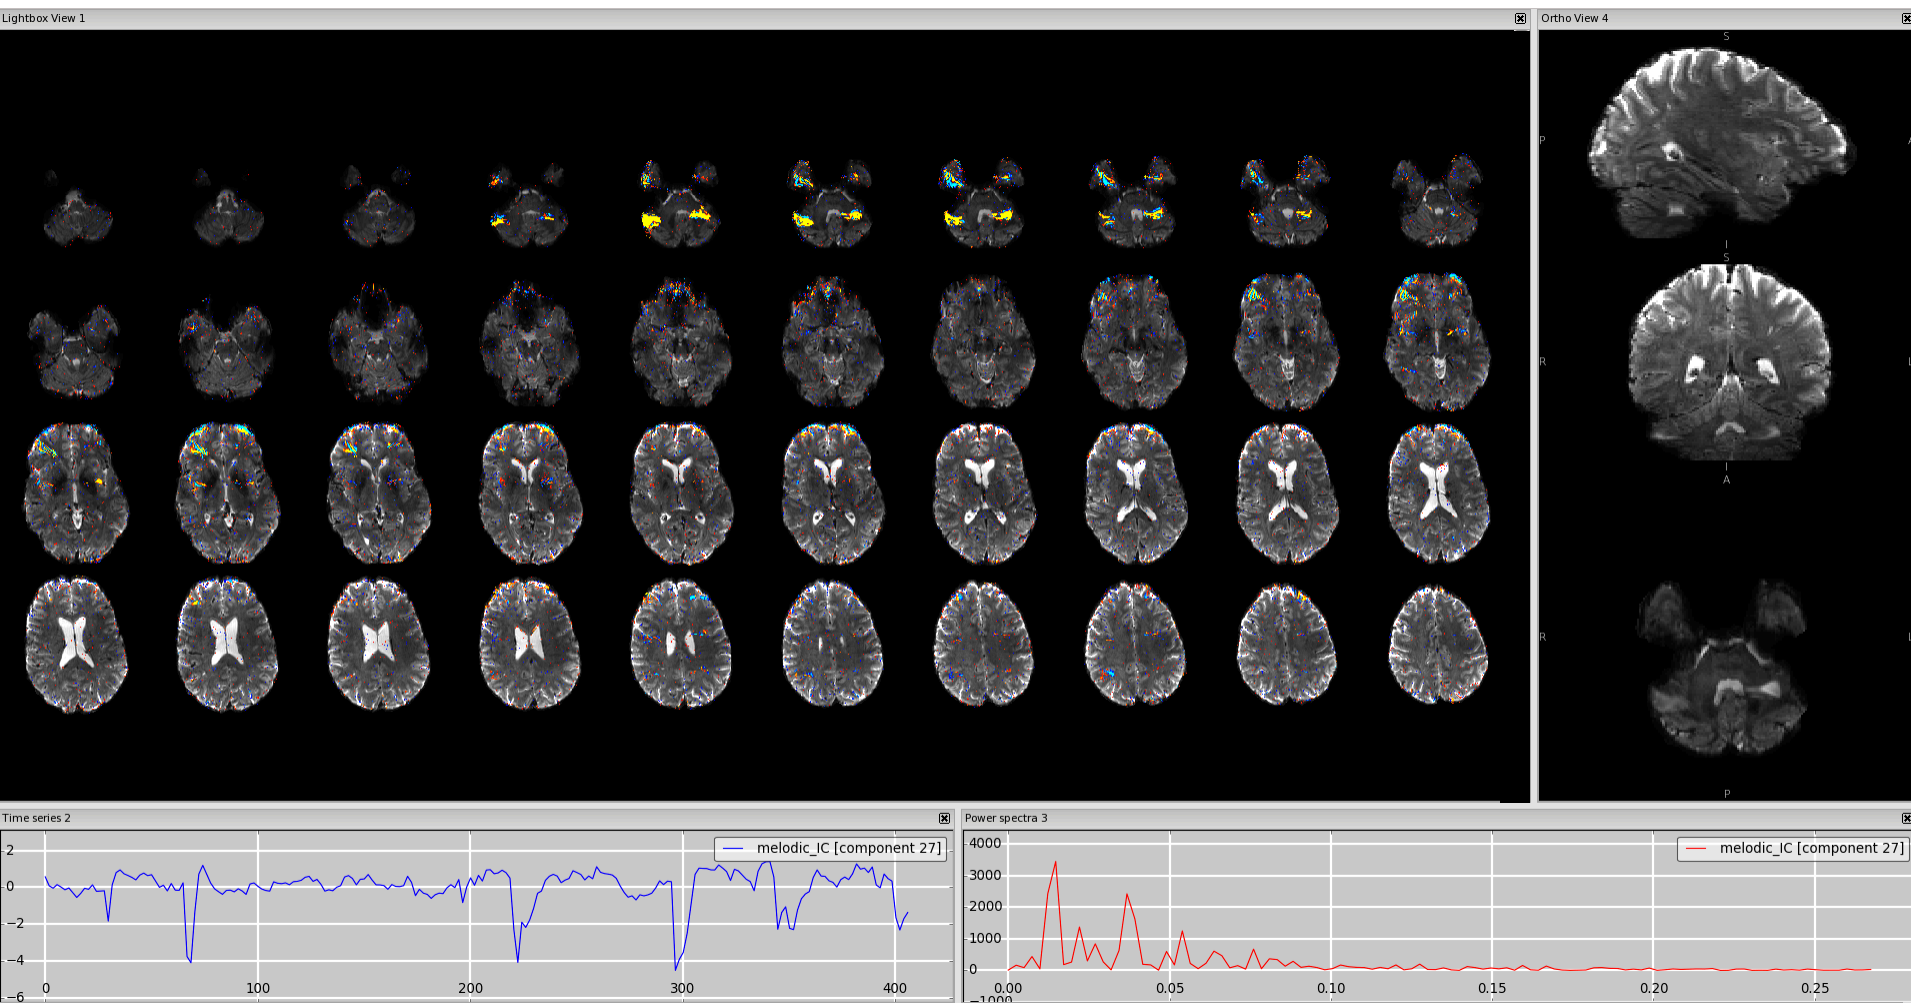 Lightbox View 1
Ortho View 4
S
P
A
I
S
R
L
I
A
R
L
P
Time series 2
melodic_IC [component 27]
2
0
−2
−4
−6
0 100 200 300 400
Power spectra 3
melodic_IC [component 27]
4000
3000
2000
1000
0
−1000
0.00 0.05 0.10 0.15 0.20 0.25